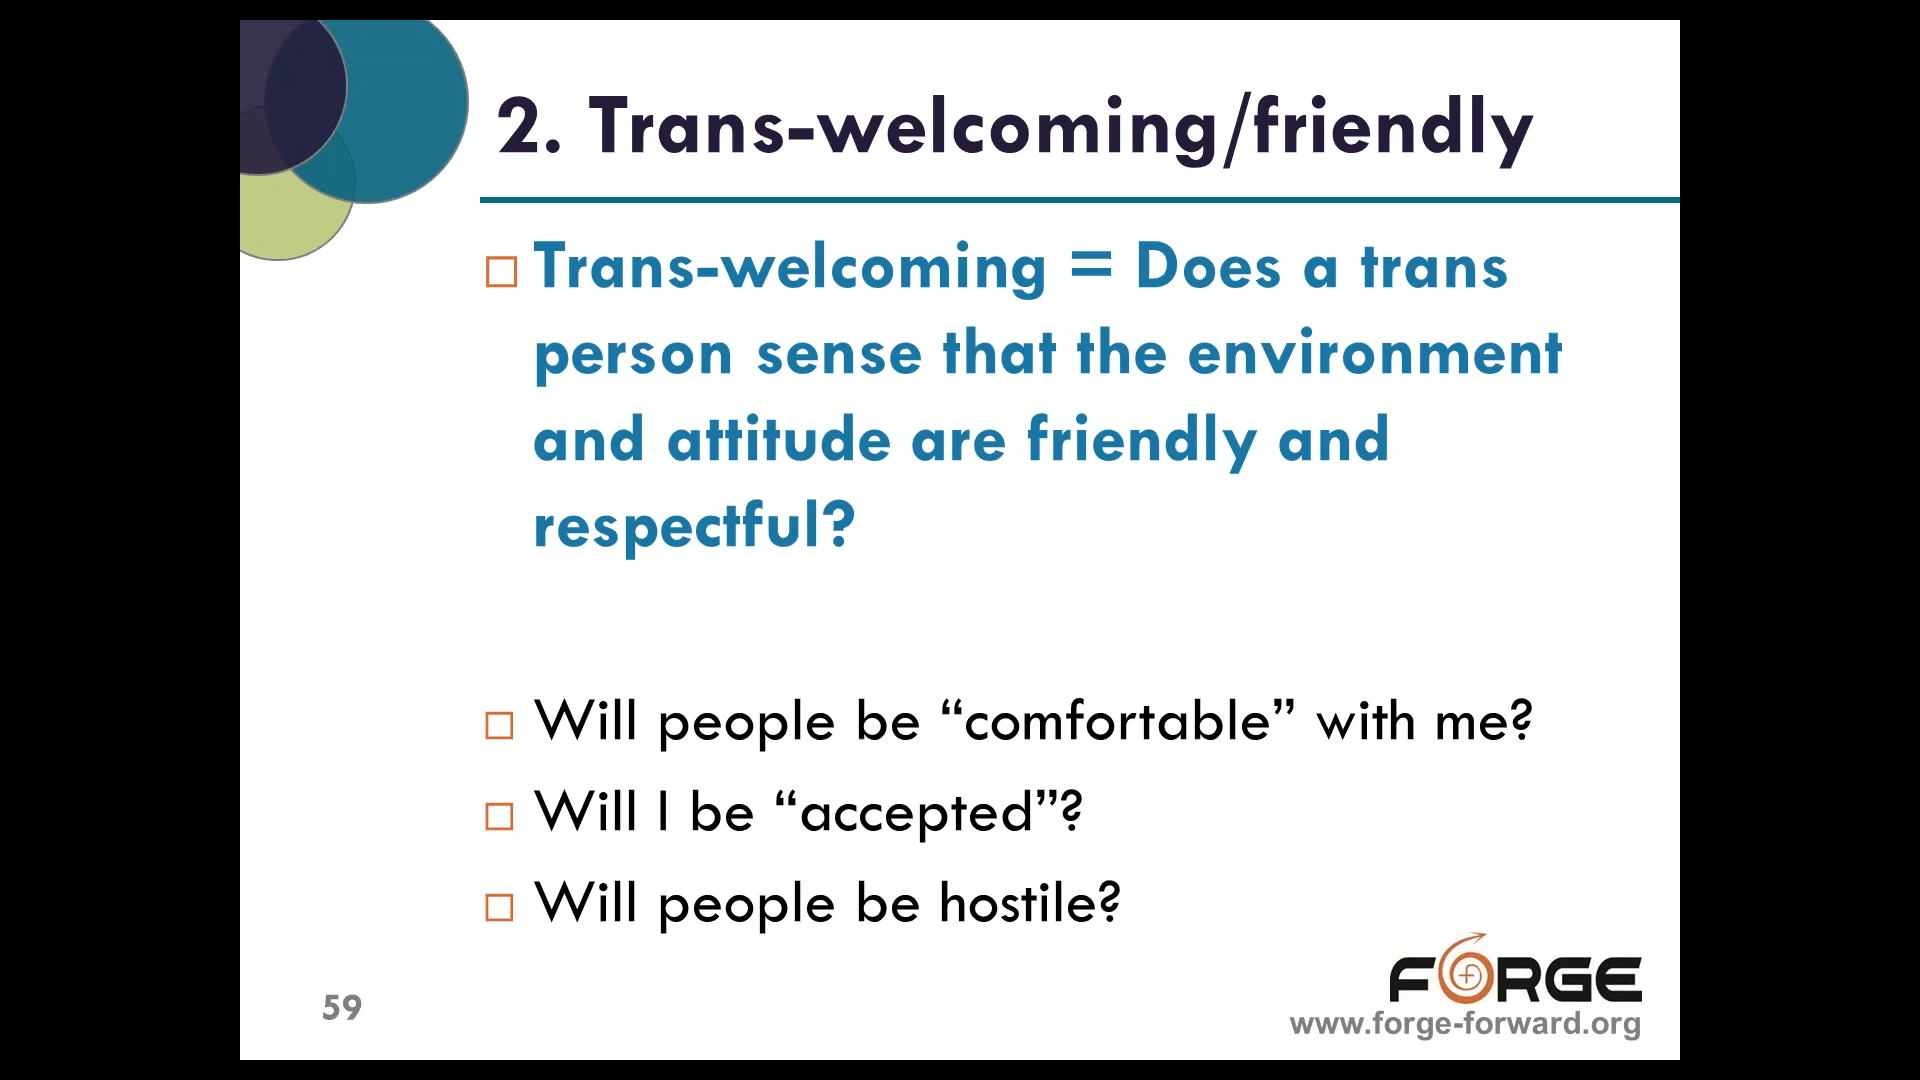 2. Trans-welcoming/friendly
Trans-welcoming = Does a trans
person sense that the environment
and attitude are friendly and
respectful?
Will people be “comfortable” with me?
Will I be “accepted”?
Will people be hostile?
FORGE
www.forge-forward.org
59